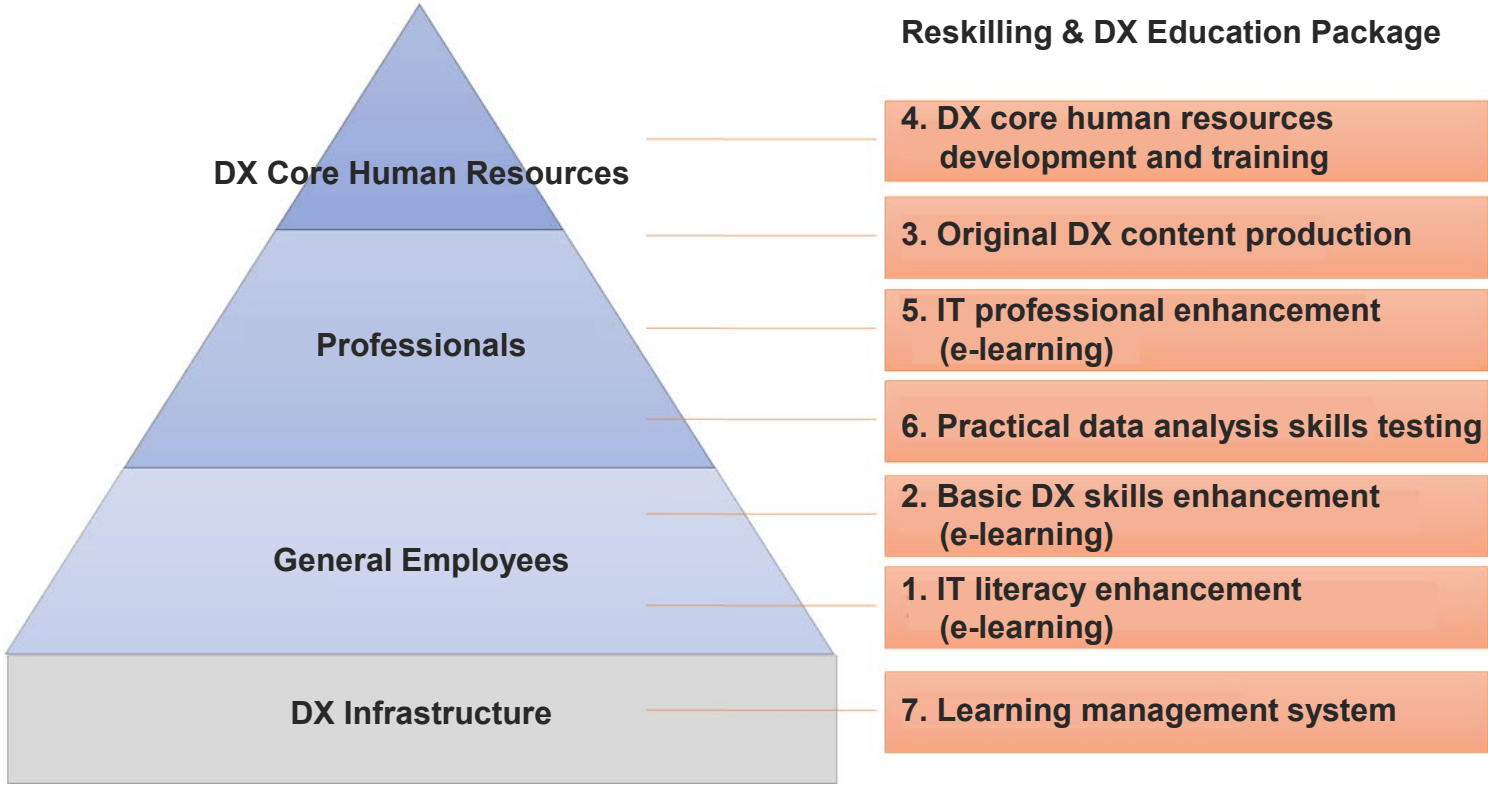 Reskilling & DX Education Package
DX Core Human Resources
Professionals
General Employees
DX Infrastructure
4. DX core human resources
development and training
3. Original DX content production
5. IT professional enhancement
(e-learning)
6. Practical data analysis skills testing
2. Basic DX skills enhancement
(e-learning)
1. IT literacy enhancement
(e-learning)
7. Learning management system